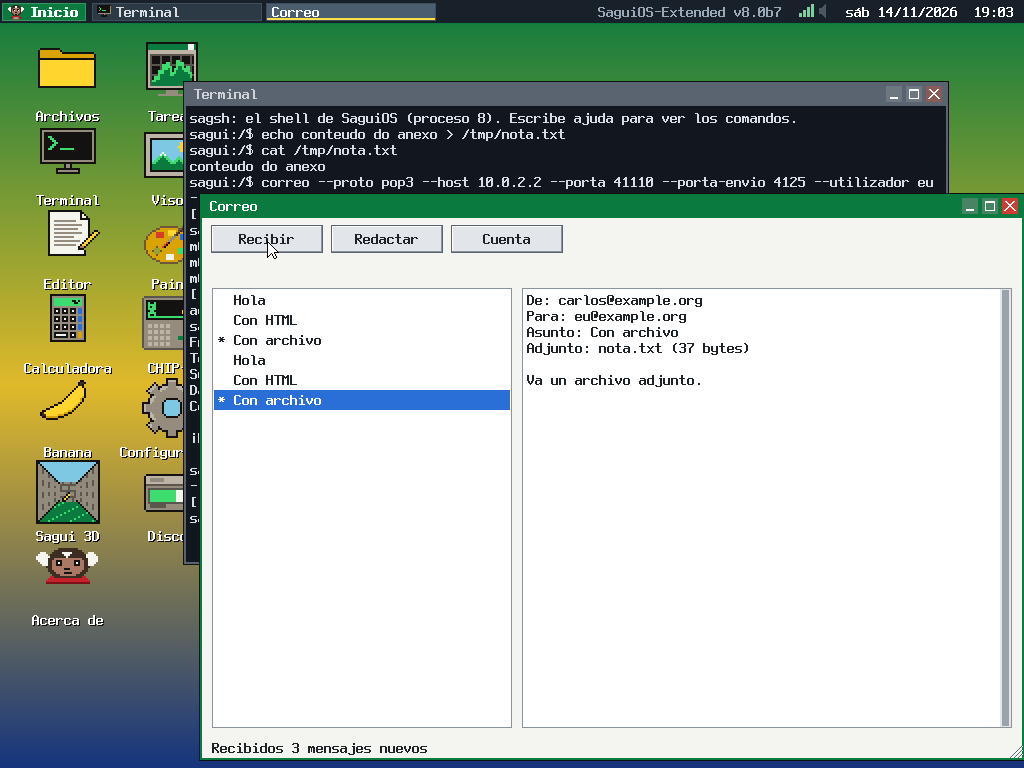 Inicio
Terminal
Correo
SaguiOS-Extended v8.0b7
sáb 14/11/2026
19:03
Archivos
Terminal
Editor
Calculadora
Banana
Sagui 3D
Acerca de
Terminal
sagsh: el shell de SaguiOS (proceso 8). Escribe ajuda para ver los comandos.
sagui:/$ echo conteudo do anexo > /tmp/nota.txt
sagui:/$ cat /tmp/nota.txt
conteudo do anexo
sagui:/$ correo --proto pop3 --host 10.0.2.2 --porta 41110 --porta-envio 4125 --utilizador eu
Correo
Recibir
Redactar
Cuenta
Hola
Con HTML
* Con archivo
Hola
Con HTML
* Con archivo
De: carlos@example.org
Para: eu@example.org
Asunto: Con archivo
Adjunto: nota.txt (37 bytes)
Va un archivo adjunto.
Recibidos 3 mensajes nuevos